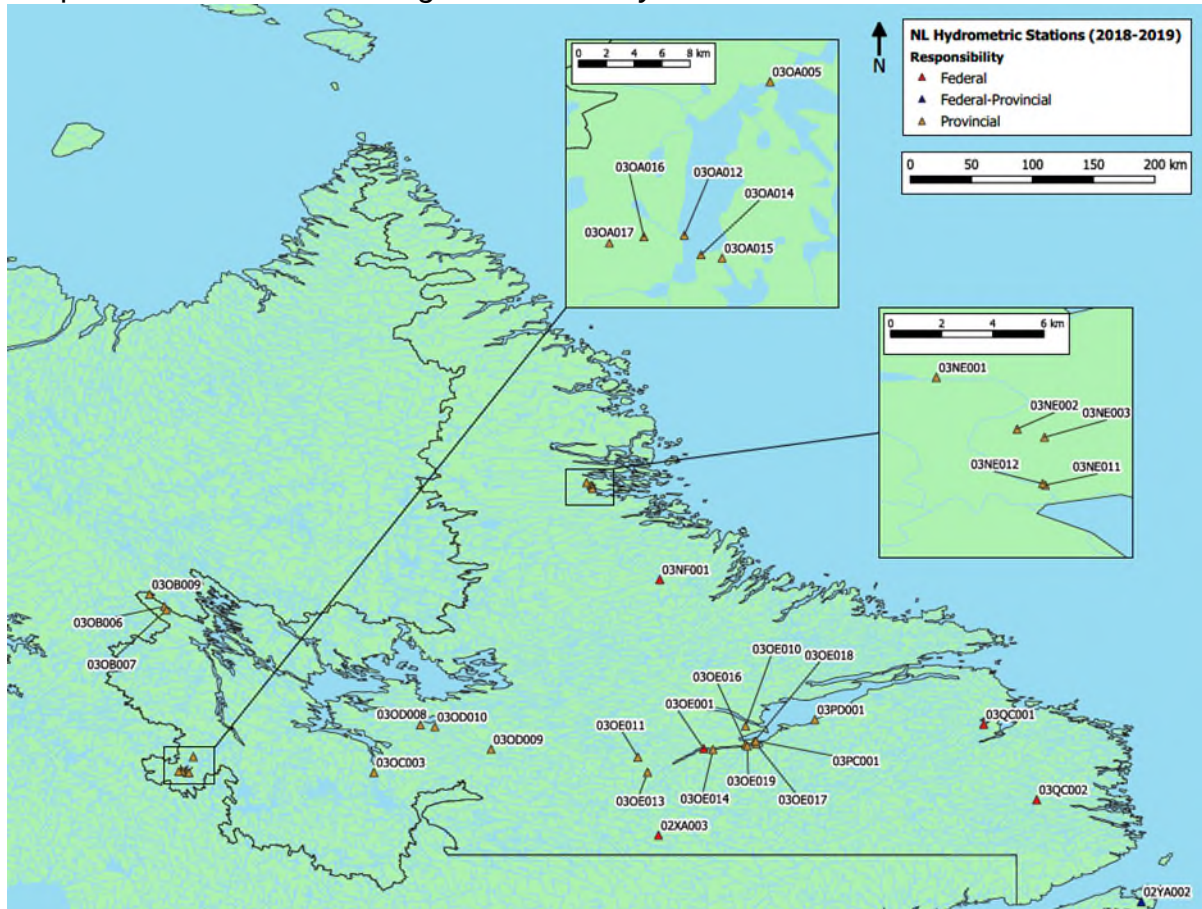 NL Hydrometric Stations (2018-2019)
Responsibility
Federal
Federal-Provincial
Provincial
N
0 50 100 150 200 km
0 2 4 6 8 km
03OA005
03OA016
03OA012
03OA014
03OA017
03OA015
0 2 4 6 km
03NE001
03NE002
03NE003
03NE012
03NE011
03NF001
03OB009
03OB006
03OB007
03OE010
03OE018
03OE016
03OD008
03OD010
03OE001
03PD001
03QC001
03OD009
03OE011
03OC003
03PC001
03OE019
03OE013
03OE014
03OE017
03QC002
02XA003
02YA002